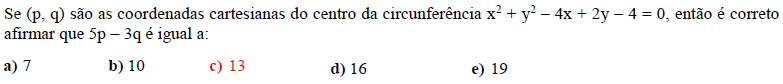 Se (p, q) são as coordenadas cartesianas do centro da circunferência x² + y² – 4x + 2y – 4 = 0, então é correto
afirmar que 5p – 3q é igual a:
a) 7 b) 10 c) 13 d) 16 e) 19